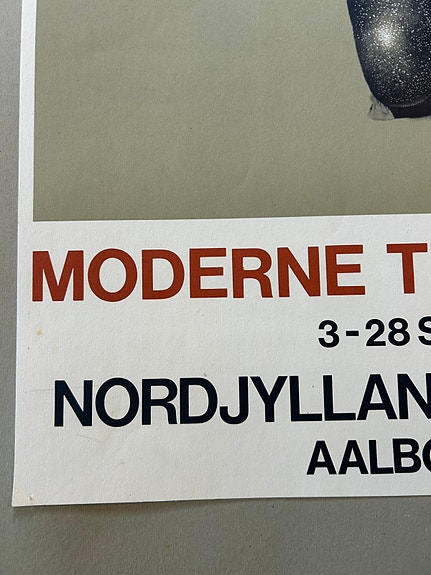 MODERNE T
3-28 S
NORDJYLLAN
AALBO